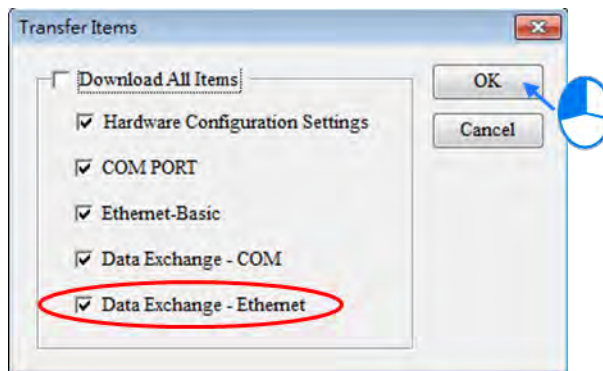 Transfer Items
Download All Items
OK
Hardware Configuration Settings
Cancel
COM PORT
Ethernet-Basic
Data Exchange - COM
Data Exchange - Ethernet